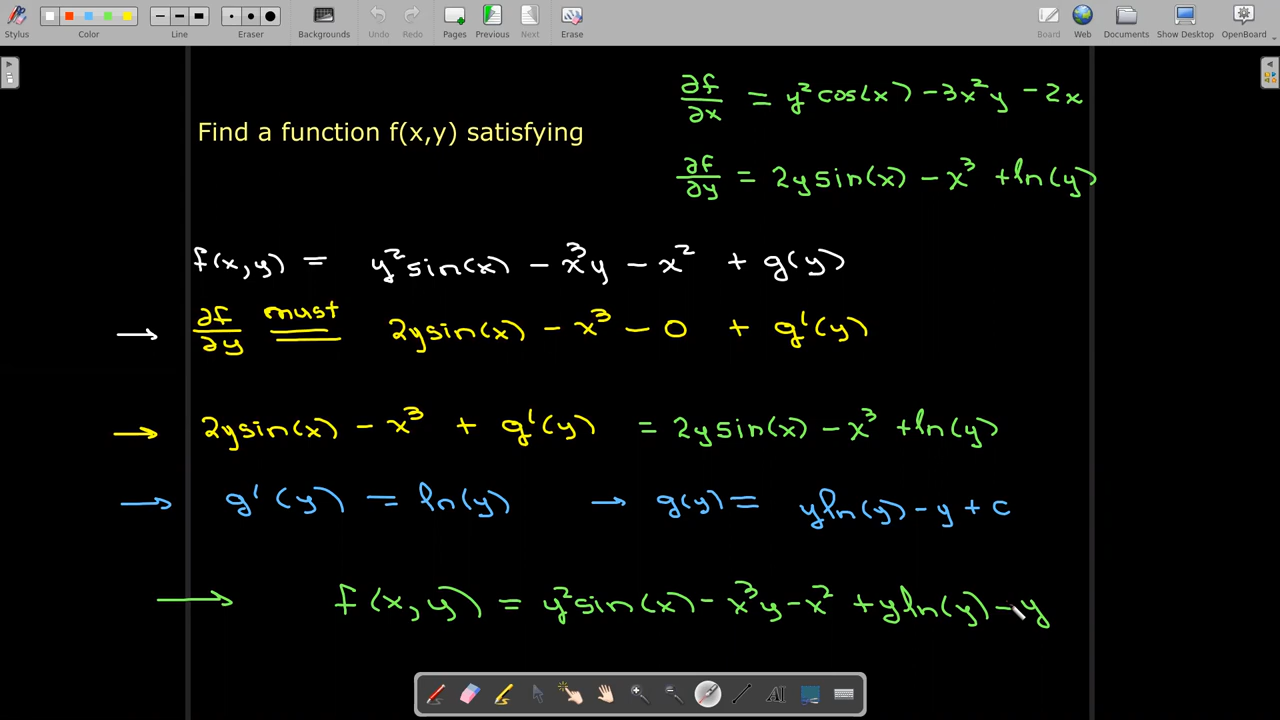 Stylus Color Line Eraser Backgrounds Undo Redo Pages Previous Next Erase Board Web Documents Show Desktop OpenBoard
∂f/∂x = y²cos(x) - 3x²y - 2x
Find a function f(x,y) satisfying
∂f/∂y = 2ysin(x) - x³ + ln(y)
f(x,y) = y²sin(x) - x³y - x² + g(y)
→ ∂f/∂y must = 2ysin(x) - x³ - 0 + g'(y)
→ 2ysin(x) - x³ + g'(y) = 2ysin(x) - x³ + ln(y)
→ g'(y) = ln(y) → g(y) = yln(y) - y + c
→ f(x,y) = y²sin(x) - x³y - x² + yln(y) - y
AI